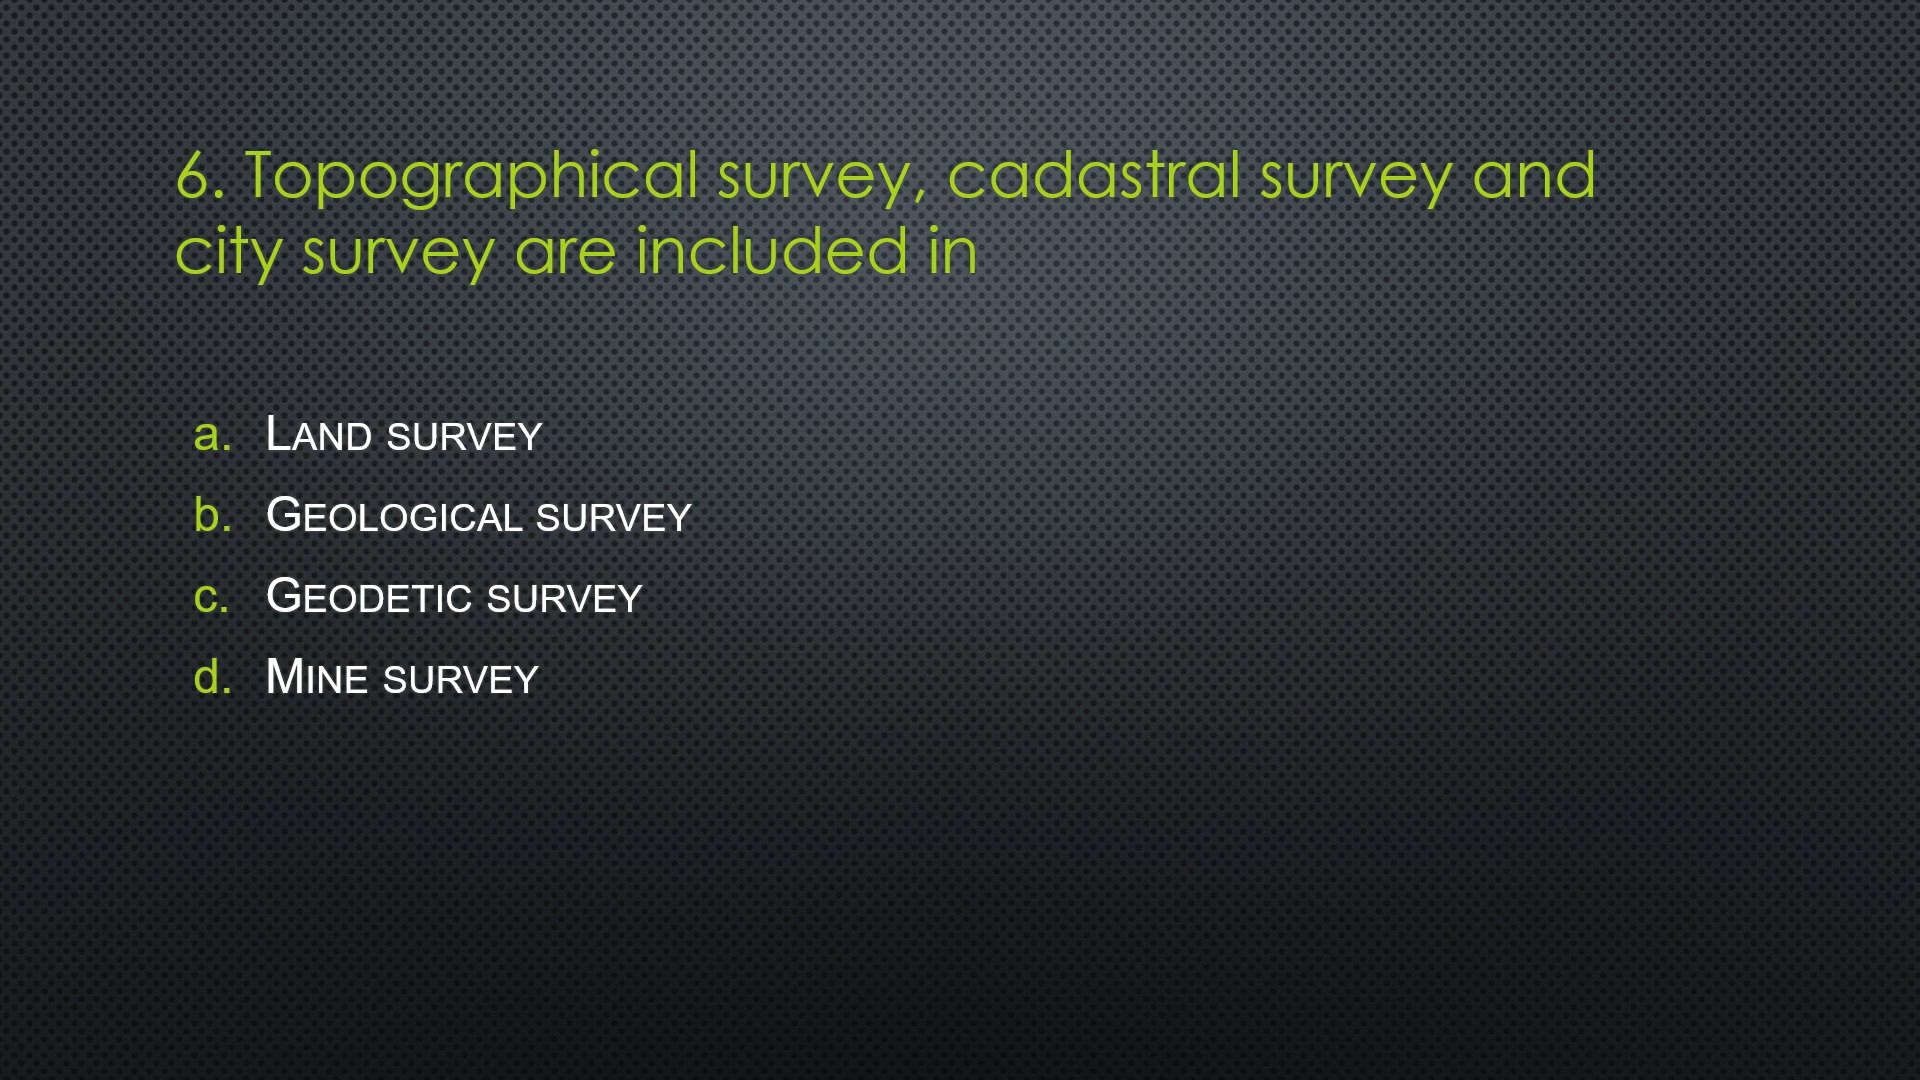 6. Topographical survey, cadastral survey and
city survey are included in
a. Land survey
b. Geological survey
c. Geodetic survey
d. Mine survey